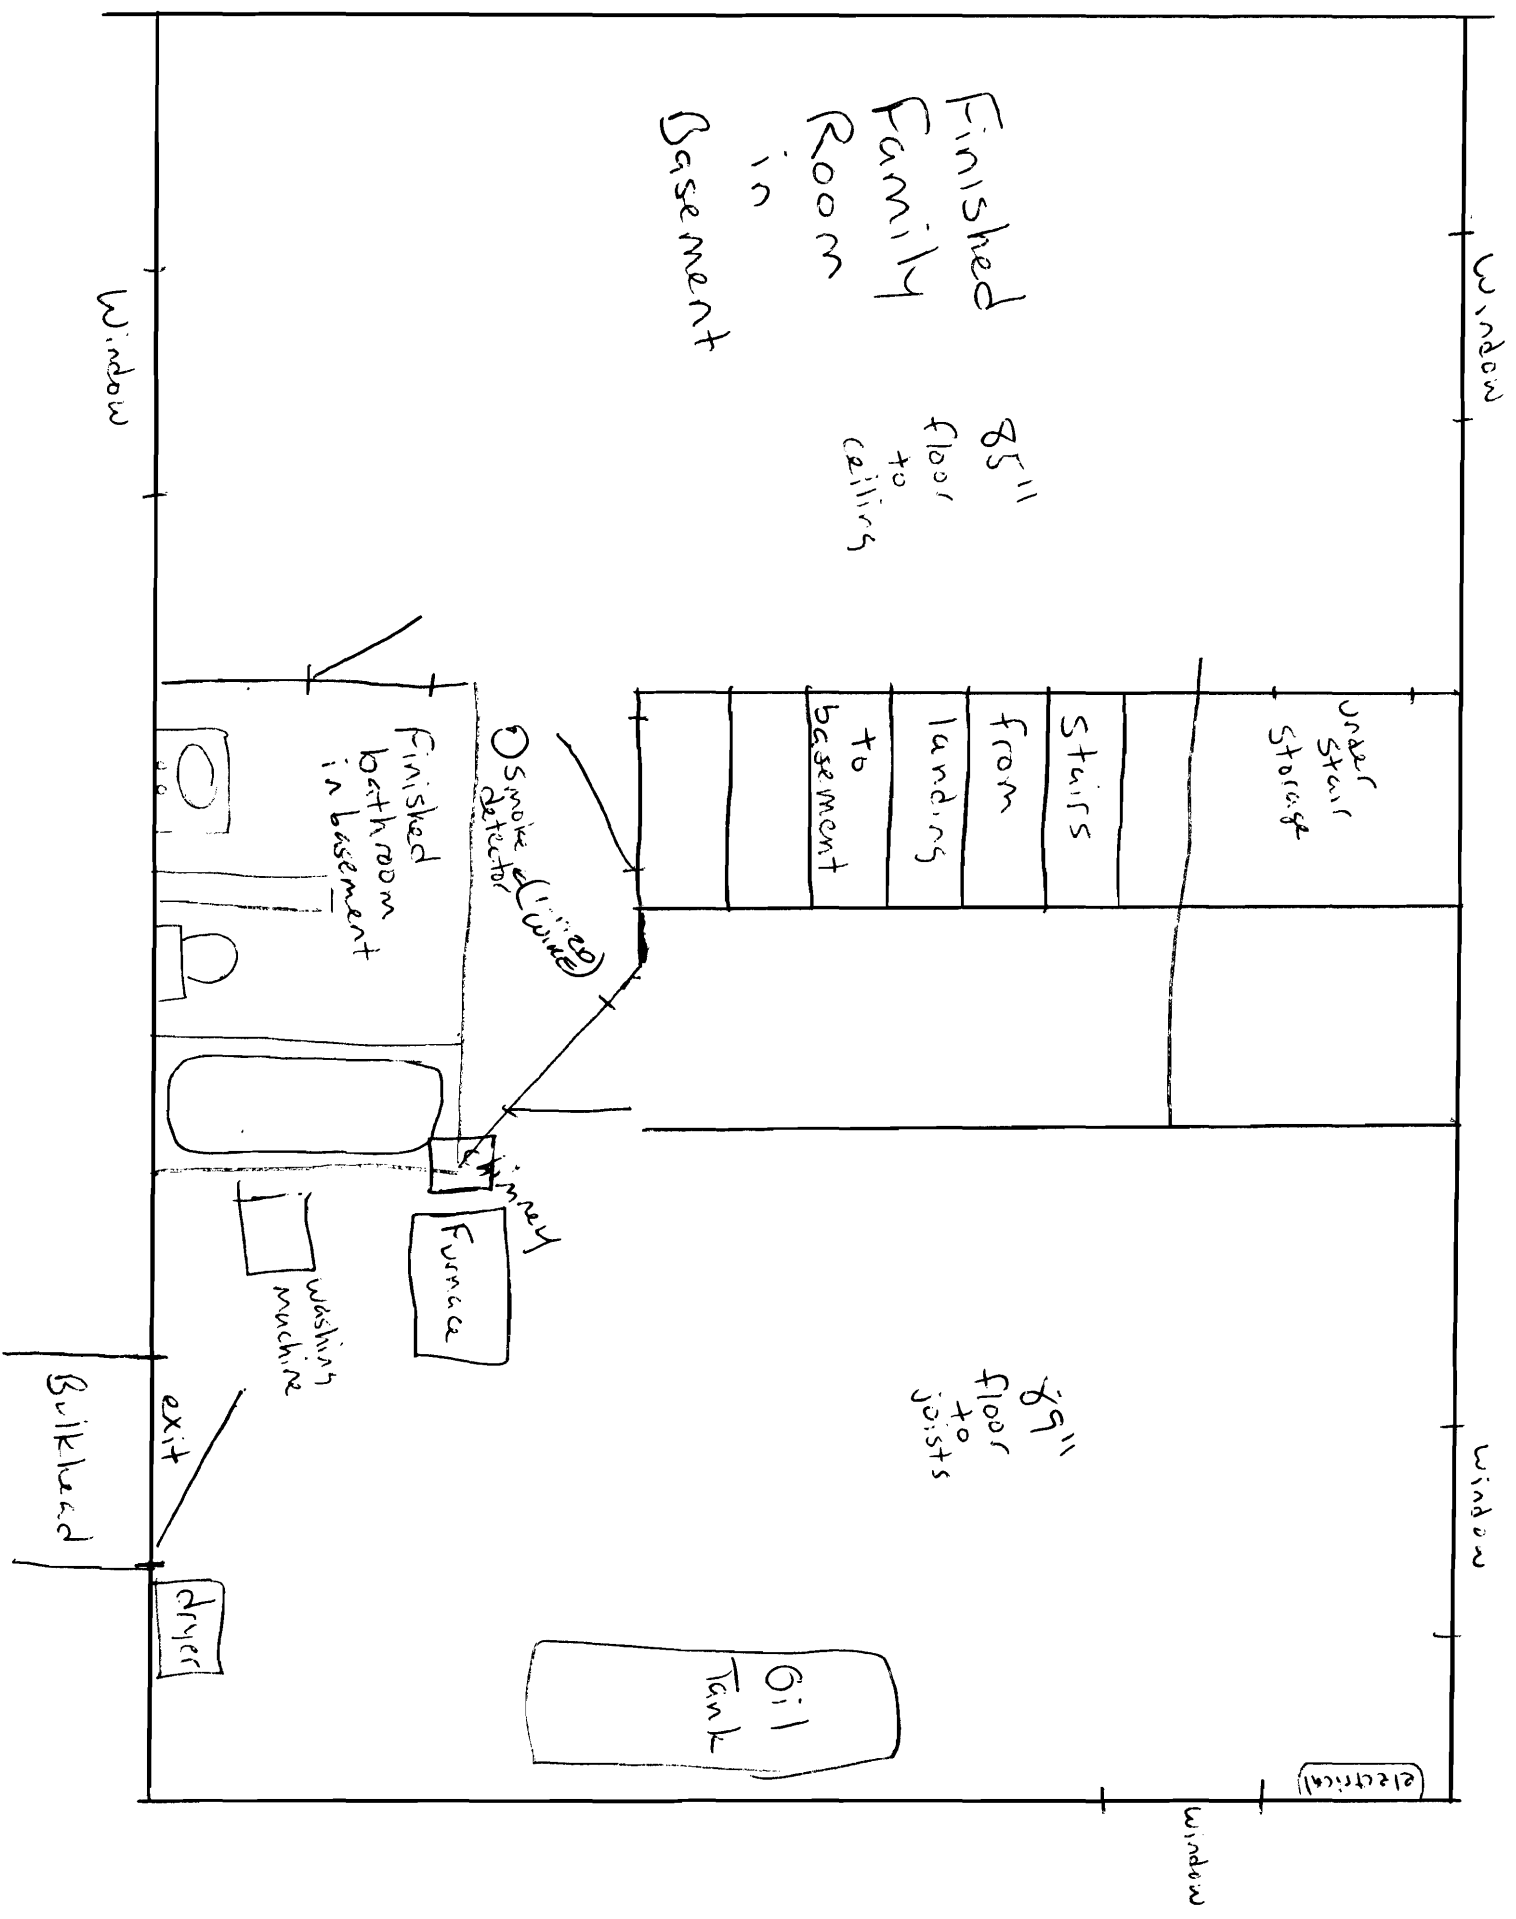 Finished
Family
Room
in
Basement
85"
floor
to
ceiling
Window
Window
under
stair
storage
Stairs
from
landing
to
basement
O smoke
detector
Finished
bathroom
in basement
Furnace
washing
machine
exit
Bulkhead
dryer
89"
floor
to
joists
Oil
Tank
window
electrical
window